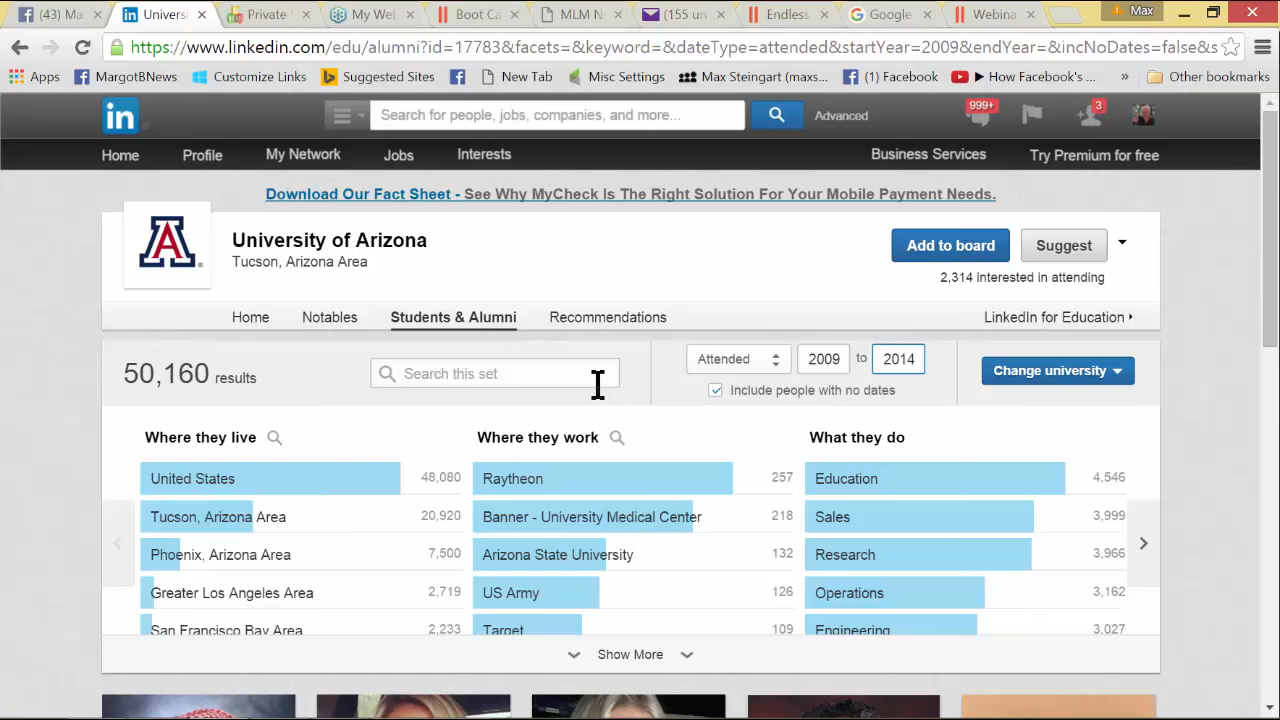 (43) Ma
Univers
Private
My Wel
Boot Ca
MLM N
(155 un
Endless
Google
Webina
Max
https://www.linkedin.com/edu/alumni?id=17783&facets=&keyword=&dateType=attended&startYear=2009&endYear=&incNoDates=false&s
Apps
MargotBNews
Customize Links
Suggested Sites
New Tab
Misc Settings
Max Steingart (maxs...
(1) Facebook
How Facebook's ...
»
Other bookmarks
in
Search for people, jobs, companies, and more...
Advanced
999+
3
Home
Profile
My Network
Jobs
Interests
Business Services
Try Premium for free
Download Our Fact Sheet - See Why MyCheck Is The Right Solution For Your Mobile Payment Needs.
A
University of Arizona
Tucson, Arizona Area
Add to board
Suggest
2,314 interested in attending
Home
Notables
Students & Alumni
Recommendations
LinkedIn for Education
50,160 results
Search this set
Attended
2009 to 2014
Include people with no dates
Change university
Where they live
United States 48,080
Tucson, Arizona Area 20,920
Phoenix, Arizona Area 7,500
Greater Los Angeles Area 2,719
San Francisco Bay Area 2,233
Where they work
Raytheon 257
Banner - University Medical Center 218
Arizona State University 132
US Army 126
Target 109
What they do
Education 4,546
Sales 3,999
Research 3,966
Operations 3,162
Engineering 3,027
Show More